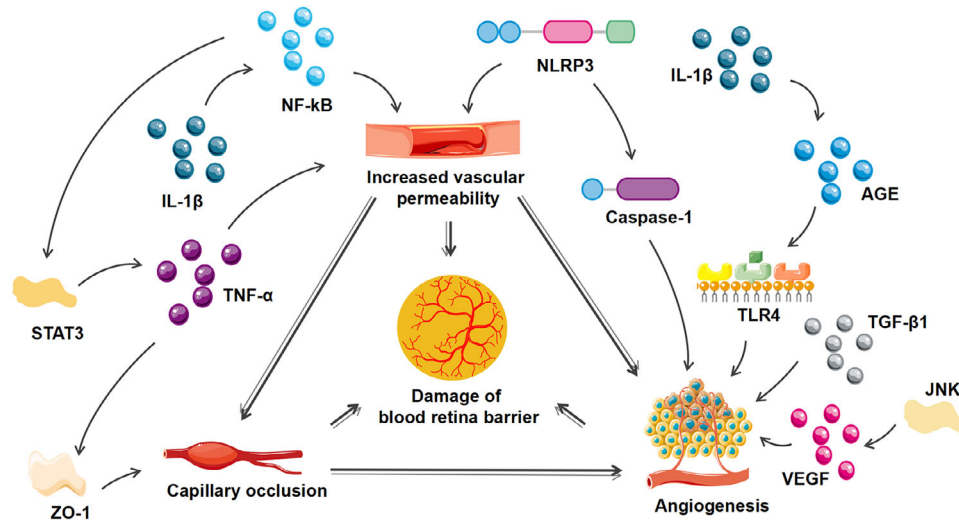 NF-kB
NLRP3
IL-1β
IL-1β
Increased vascular
permeability
AGE
Caspase-1
TNF-α
STAT3
TLR4
TGF-β1
JNK
Damage of
blood retina barrier
VEGF
Capillary occlusion
Angiogenesis
ZO-1